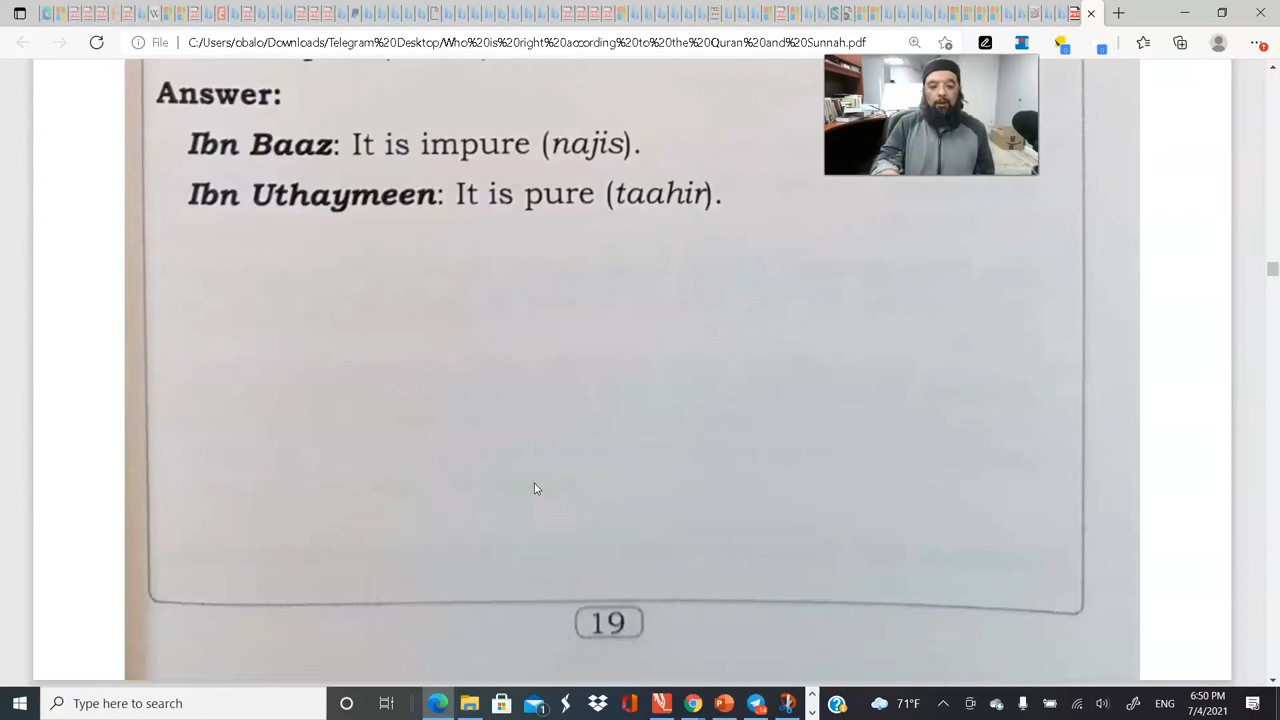 File
C:/Users/obalo/Downloads/Telegram%20Desktop/Who%20is%20right%20according%20to%20the%20Quran%20and%20Sunnah.pdf
Answer:
Ibn Baaz: It is impure (najis).
Ibn Uthaymeen: It is pure (taahir).
19
Type here to search
71°F
ENG
6:50 PM
7/4/2021